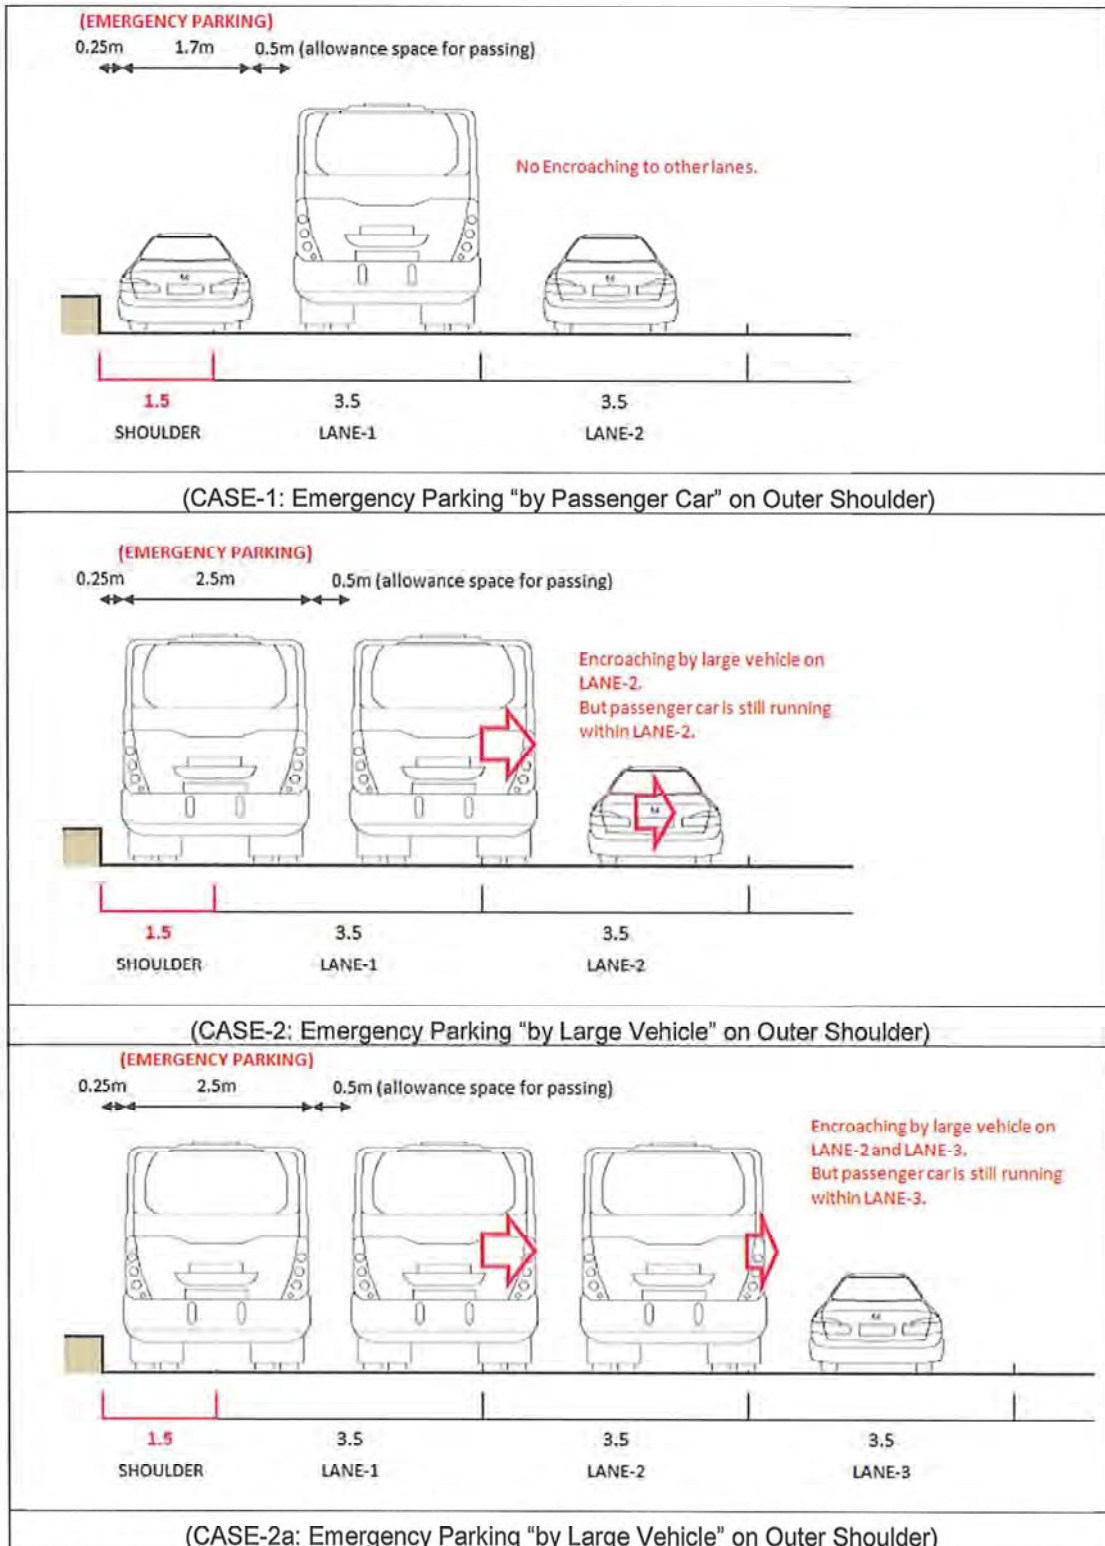 (EMERGENCY PARKING)
0.25m 1.7m 0.5m (allowance space for passing)
No Encroaching to other lanes.
1.5 3.5 3.5
SHOULDER LANE-1 LANE-2
(CASE-1: Emergency Parking “by Passenger Car” on Outer Shoulder)
(EMERGENCY PARKING)
0.25m 2.5m 0.5m (allowance space for passing)
Encroaching by large vehicle on
LANE-2.
But passenger car is still running
within LANE-2.
1.5 3.5 3.5
SHOULDER LANE-1 LANE-2
(CASE-2: Emergency Parking “by Large Vehicle” on Outer Shoulder)
(EMERGENCY PARKING)
0.25m 2.5m 0.5m (allowance space for passing)
Encroaching by large vehicle on
LANE-2 and LANE-3.
But passenger car is still running
within LANE-3.
1.5 3.5 3.5 3.5
SHOULDER LANE-1 LANE-2 LANE-3
(CASE-2a: Emergency Parking “by Large Vehicle” on Outer Shoulder)